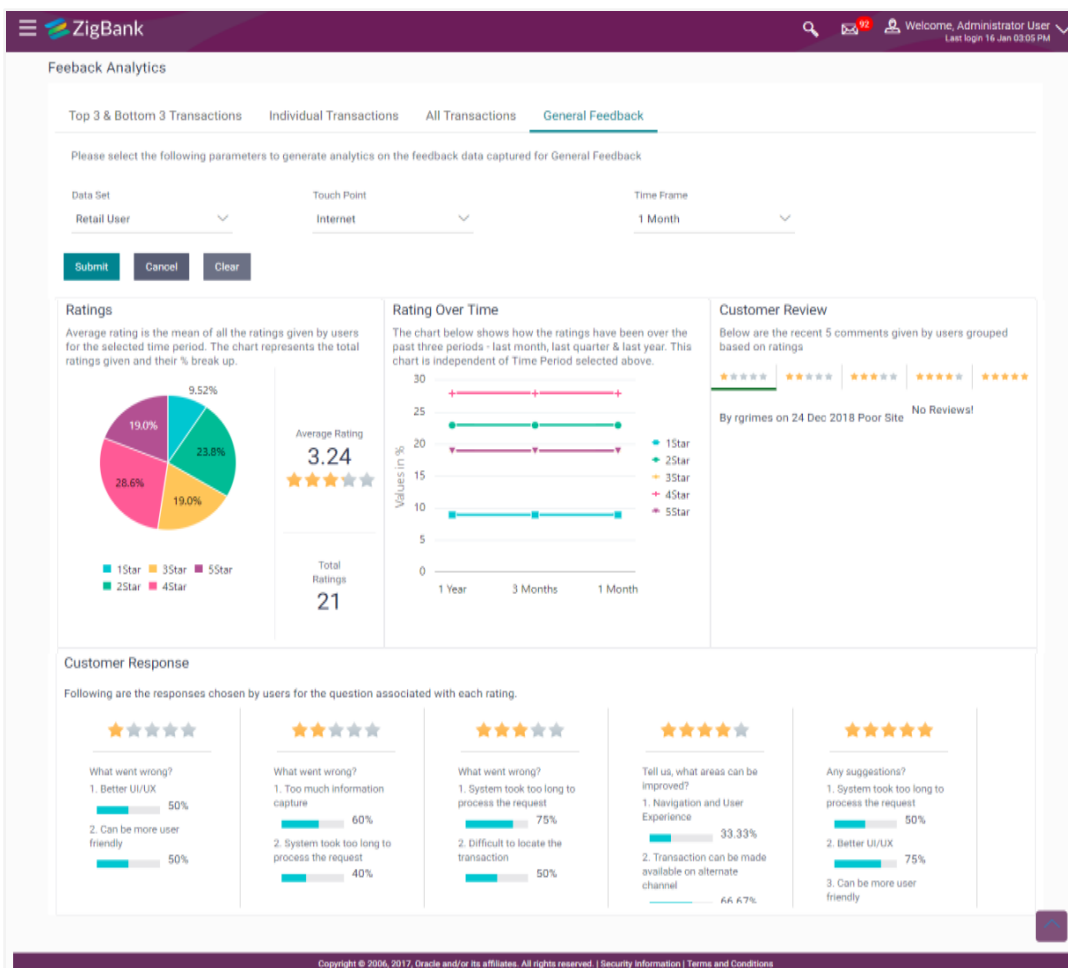 ZigBank
92
Welcome, Administrator User
Last login 16 Jan 03:05 PM
Feeback Analytics
Top 3 & Bottom 3 Transactions
Individual Transactions
All Transactions
General Feedback
Please select the following parameters to generate analytics on the feedback data captured for General Feedback
Data Set
Touch Point
Time Frame
Retail User
Internet
1 Month
Submit
Cancel
Clear
Ratings
Average rating is the mean of all the ratings given by users
for the selected time period. The chart represents the total
ratings given and their % break up.
9.52%
19.0%
23.8%
28.6%
19.0%
1Star
3Star
5Star
2Star
4Star
Average Rating
3.24
Total
Ratings
21
Rating Over Time
The chart below shows how the ratings have been over the
past three periods - last month, last quarter & last year. This
chart is independent of Time Period selected above.
Values in %
30
25
20
15
10
5
0
1 Year
3 Months
1 Month
1Star
2Star
3Star
4Star
5Star
Customer Review
Below are the recent 5 comments given by users grouped
based on ratings
By rgrimes on 24 Dec 2018 Poor Site
No Reviews!
Customer Response
Following are the responses chosen by users for the question associated with each rating.
What went wrong?
1. Better UI/UX
50%
2. Can be more user
friendly
50%
What went wrong?
1. Too much information
capture
60%
2. System took too long to
process the request
40%
What went wrong?
1. System took too long to
process the request
75%
2. Difficult to locate the
transaction
50%
Tell us, what areas can be
improved?
1. Navigation and User
Experience
33.33%
2. Transaction can be made
available on alternate
channel
66.67%
Any suggestions?
1. System took too long to
process the request
50%
2. Better UI/UX
75%
3. Can be more user
friendly
Copyright © 2006, 2017, Oracle and/or its affiliates. All rights reserved. | Security Information | Terms and Conditions